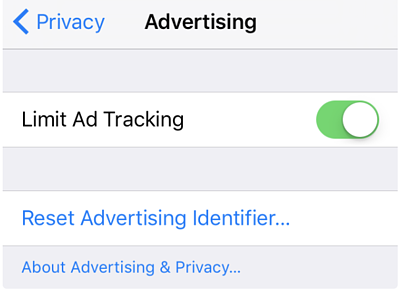 Privacy Advertising
Limit Ad Tracking
Reset Advertising Identifier...
About Advertising & Privacy...